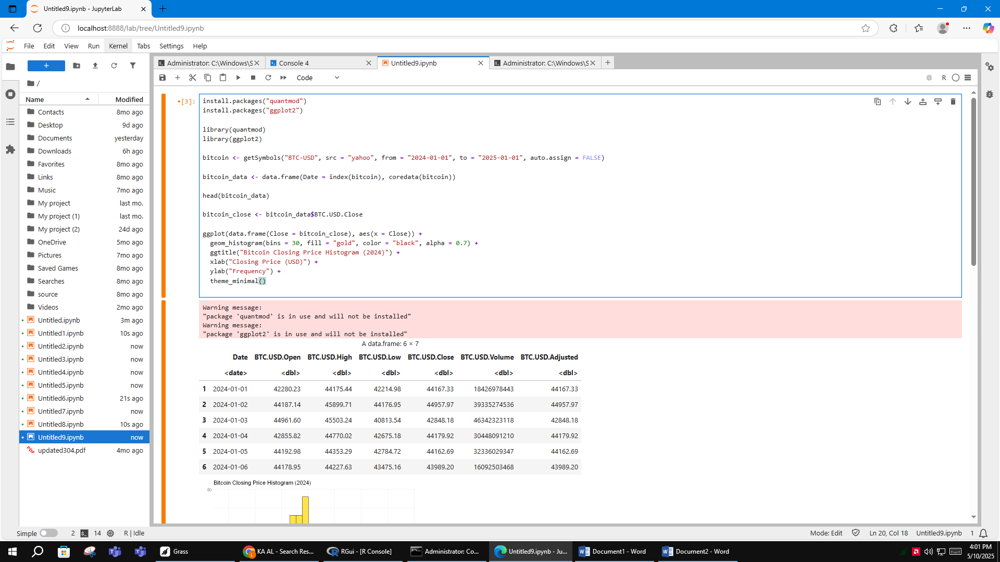 Untitled9.ipynb - JupyterLab
localhost:8888/lab/tree/Untitled9.ipynb
File Edit View Run Kernel Tabs Settings Help
Administrator: C:\Windows\S
Console 4
Untitled9.ipynb
Administrator: C:\Windows\S
Code
R
/
Name Modified
Contacts 8mo ago
Desktop 9d ago
Documents yesterday
Downloads 6h ago
Favorites 8mo ago
Links 8mo ago
Music 7mo ago
My project last mo.
My project (1) last mo.
My project (2) 24d ago
OneDrive 5mo ago
Pictures 7mo ago
Saved Games 8mo ago
Searches 8mo ago
source 8mo ago
Videos 2mo ago
Untitled.ipynb 3m ago
Untitled1.ipynb 10s ago
Untitled2.ipynb now
Untitled3.ipynb now
Untitled4.ipynb now
Untitled5.ipynb now
Untitled6.ipynb 21s ago
Untitled7.ipynb now
Untitled8.ipynb 10s ago
Untitled9.ipynb now
PDF updated304.pdf 4mo ago
•[3]:
install.packages("quantmod")
install.packages("ggplot2")
library(quantmod)
library(ggplot2)
bitcoin <- getSymbols("BTC-USD", src = "yahoo", from = "2024-01-01", to = "2025-01-01", auto.assign = FALSE)
bitcoin_data <- data.frame(Date = index(bitcoin), coredata(bitcoin))
head(bitcoin_data)
bitcoin_close <- bitcoin_data$BTC.USD.Close
ggplot(data.frame(Close = bitcoin_close), aes(x = Close)) +
geom_histogram(bins = 30, fill = "gold", color = "black", alpha = 0.7) +
ggtitle("Bitcoin Closing Price Histogram (2024)") +
xlab("Closing Price (USD)") +
ylab("Frequency") +
theme_minimal()
Warning message:
"package 'quantmod' is in use and will not be installed"
Warning message:
"package 'ggplot2' is in use and will not be installed"
A data.frame: 6 × 7
Date BTC.USD.Open BTC.USD.High BTC.USD.Low BTC.USD.Close BTC.USD.Volume BTC.USD.Adjusted
<date> <dbl> <dbl> <dbl> <dbl> <dbl> <dbl>
1 2024-01-01 42280.23 44175.44 42214.98 44167.33 18426978443 44167.33
2 2024-01-02 44187.14 45899.71 44176.95 44957.97 39335274536 44957.97
3 2024-01-03 44961.60 45503.24 40813.54 42848.18 46342323118 42848.18
4 2024-01-04 42855.82 44770.02 42675.18 44179.92 30448091210 44179.92
5 2024-01-05 44192.98 44353.29 42784.72 44162.69 32336029347 44162.69
6 2024-01-06 44178.95 44227.63 43475.16 43989.20 16092503468 43989.20
Bitcoin Closing Price Histogram (2024)
50
Simple 2 14 R | Idle
Mode: Edit Ln 20, Col 18 Untitled9.ipynb 1
Grass
KA AL - Search Res...
RGui - [R Console]
Administrator: Co...
Untitled9.ipynb - Ju...
Document1 - Word
Document2 - Word
4:01 PM
5/10/2025